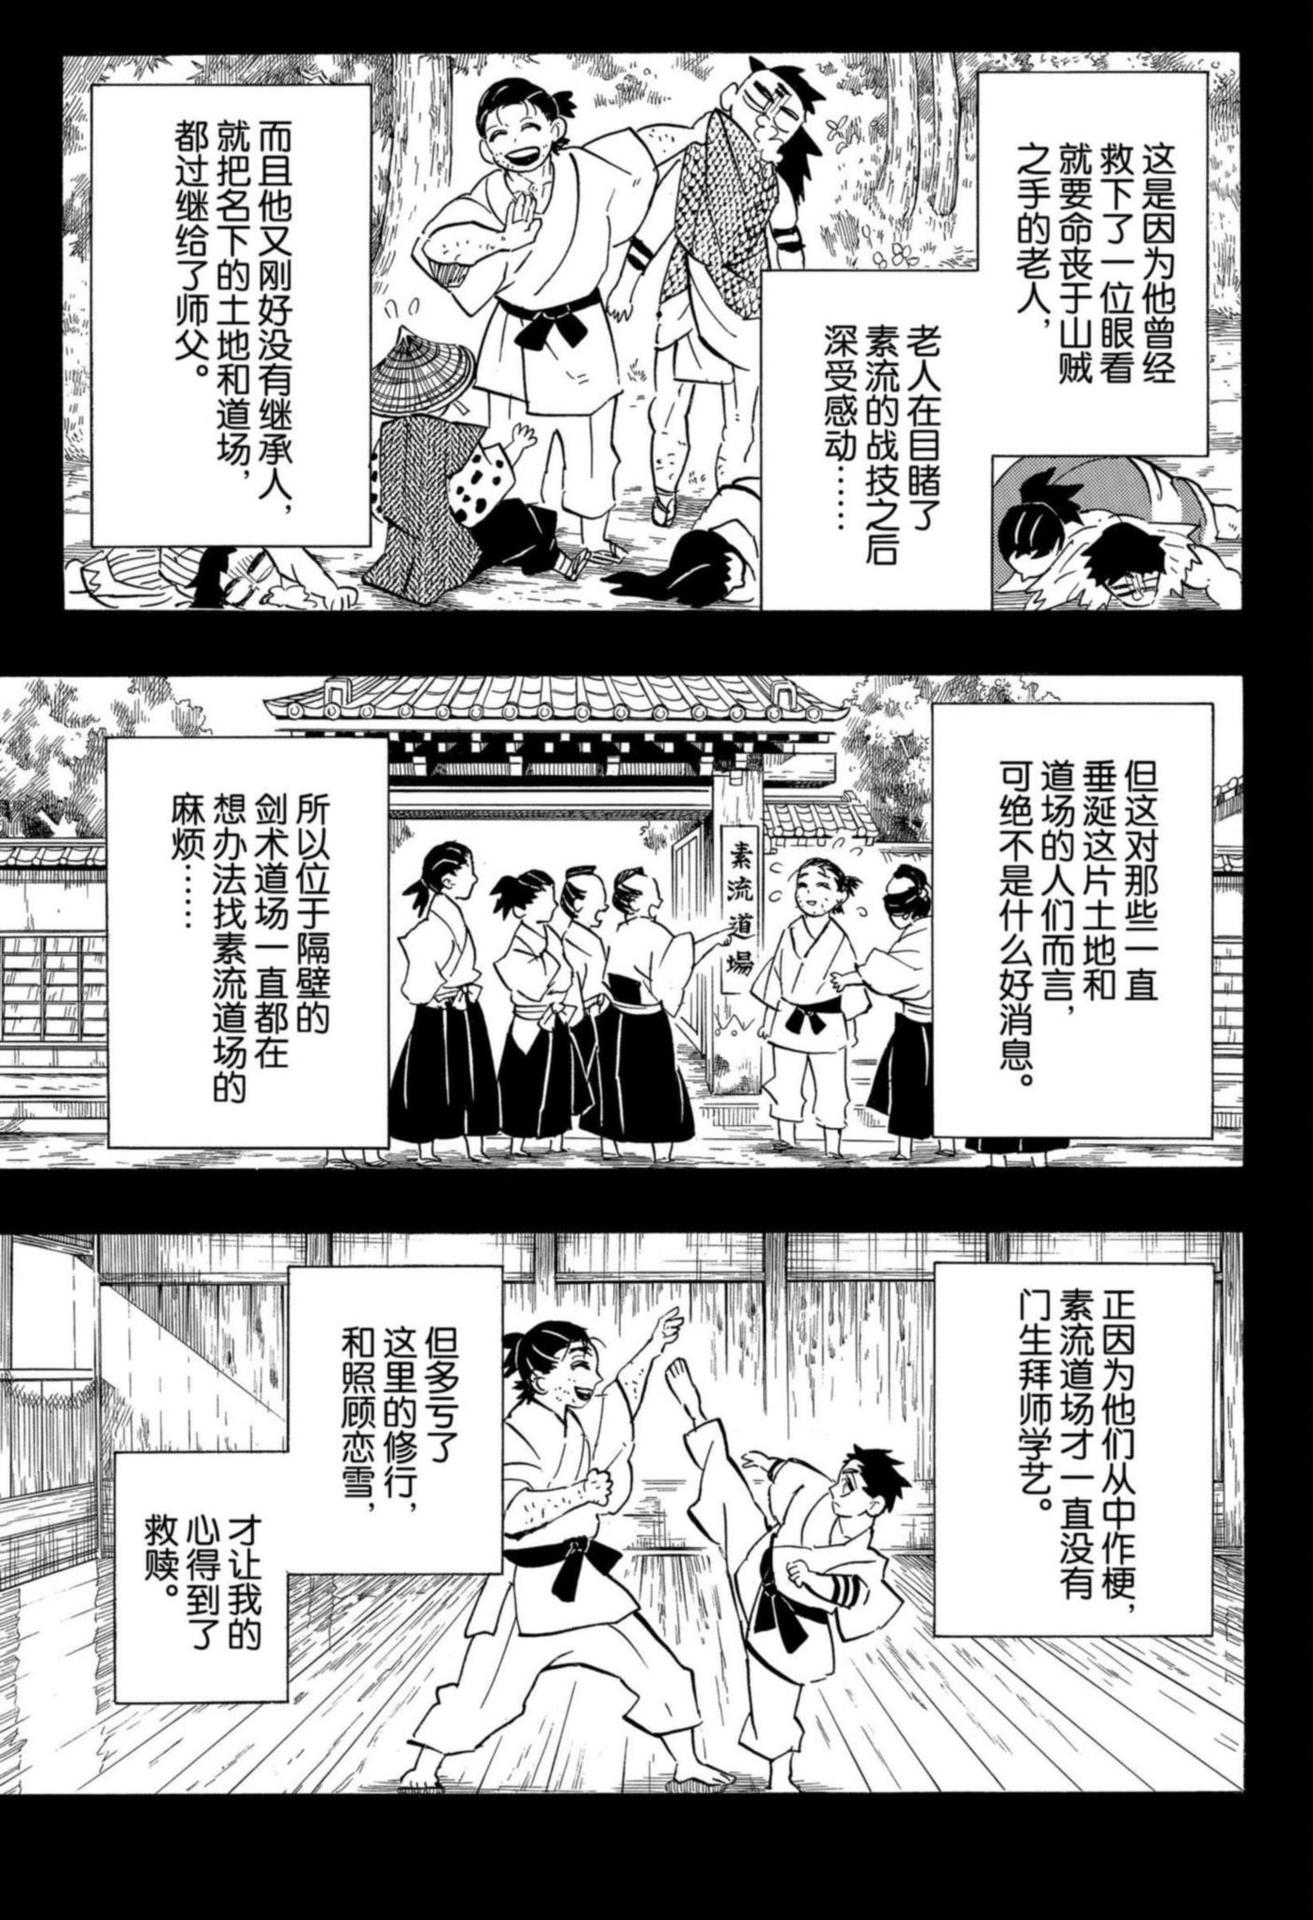 这是因为他曾经
救下了一位眼看
就要命丧于山贼
之手的老人，
老人在目睹了
素流的战技之后
深受感动……
而且他又刚好没有继承人，
就把名下的土地和道场，
都过继给了师父。
但这对那些一直
垂涎这片土地和
道场的人们而言，
可绝不是什么好消息。
素流道場
所以位于隔壁的
剑术道场一直都在
想办法找素流道场的
麻烦……
正因为他们从中作梗，
素流道场才一直没有
门生拜师学艺。
但多亏了
这里的修行，
和照顾恋雪，
才让我的
心得到了
救赎。